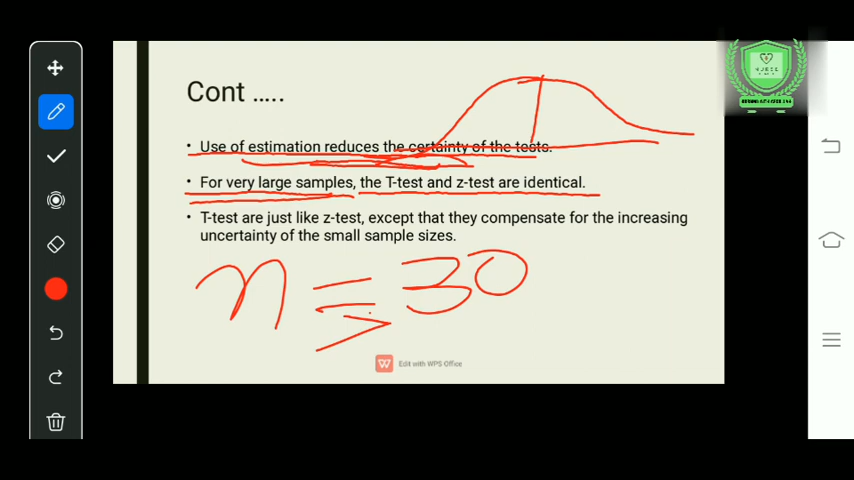 Cont …..
• Use of estimation reduces the certainty of the tests.
• For very large samples, the T-test and z-test are identical.
• T-test are just like z-test, except that they compensate for the increasing
uncertainty of the small sample sizes.
n = 30
W Edit with WPS Office